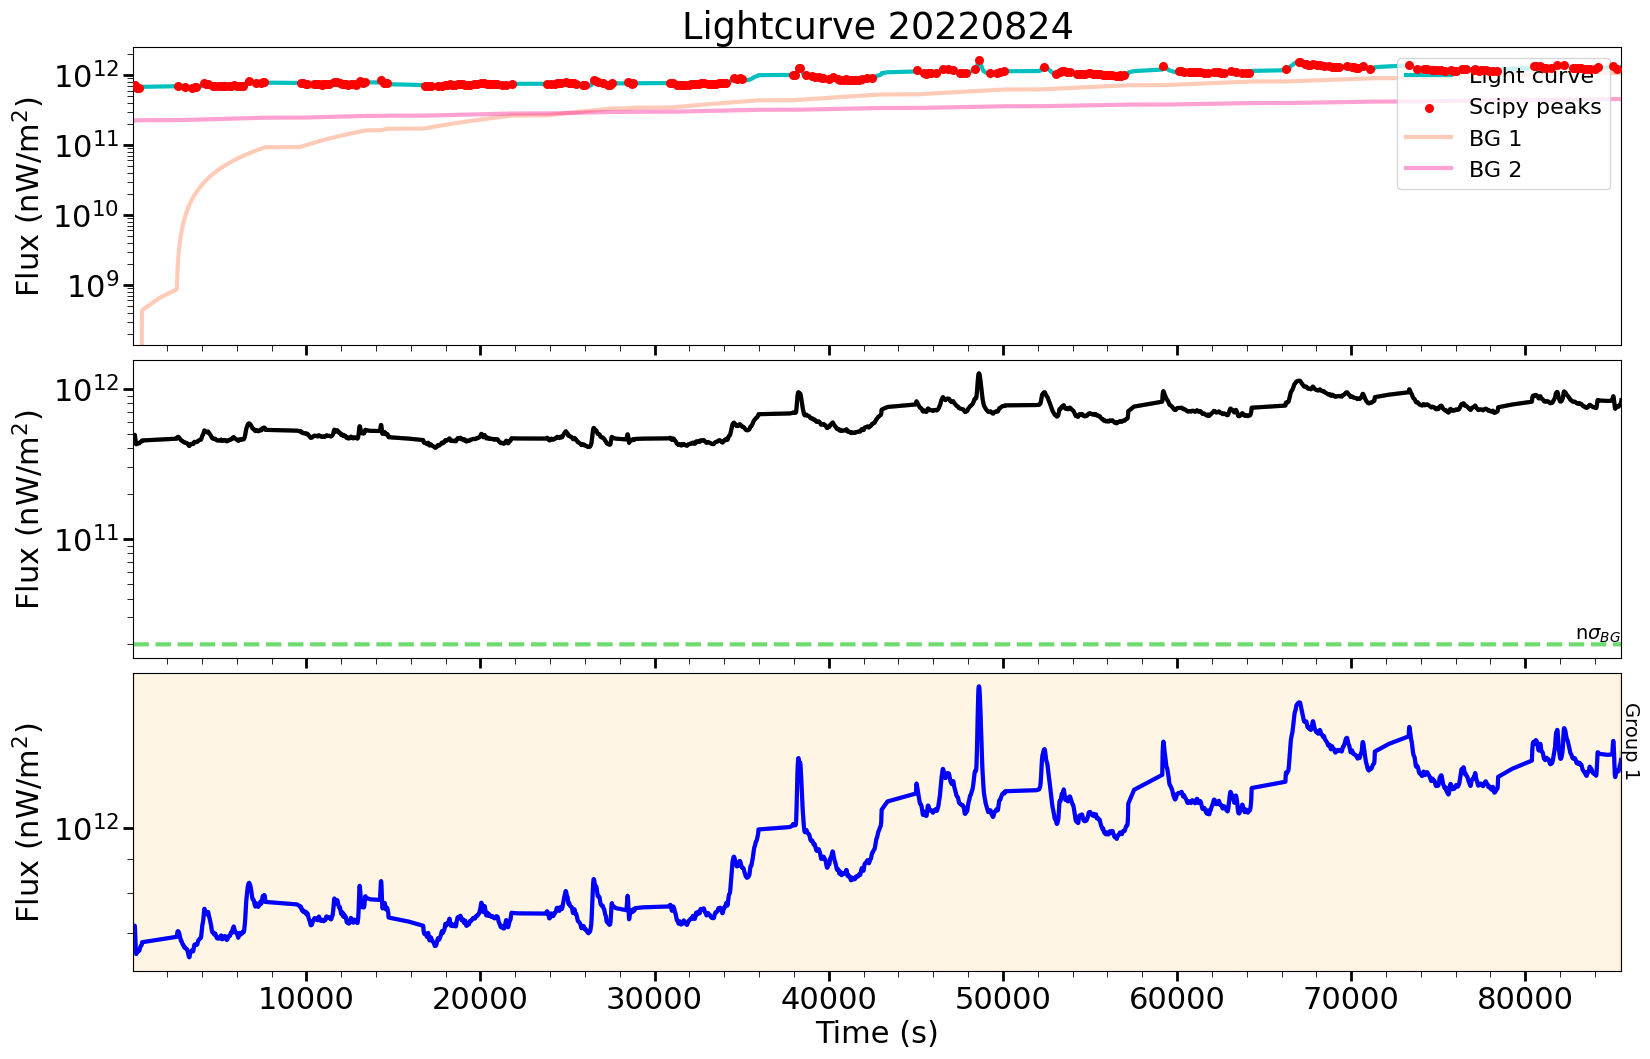 Lightcurve 20220824
Flux (nW/m²)
10¹²
10¹¹
10¹⁰
10⁹
Light curve
Scipy peaks
BG 1
BG 2
Flux (nW/m²)
10¹²
10¹¹
nσ_BG
Flux (nW/m²)
10¹²
Group 1
10000 20000 30000 40000 50000 60000 70000 80000
Time (s)